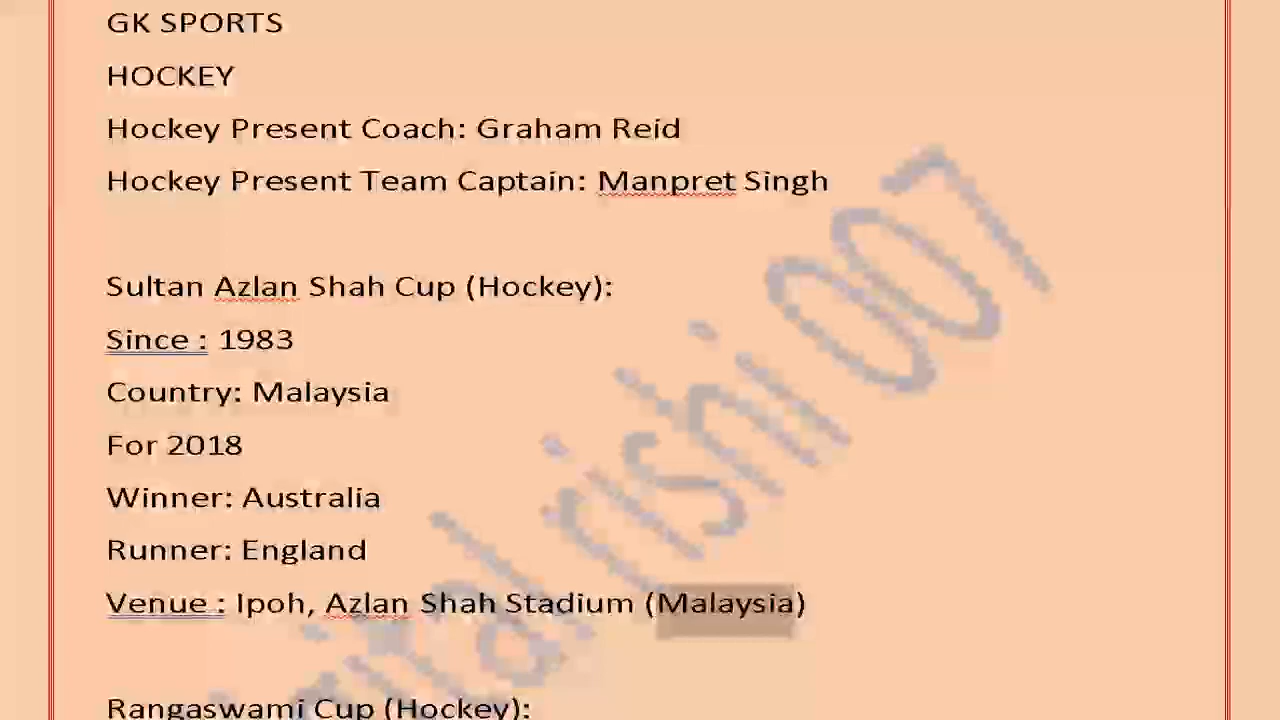 GK SPORTS
HOCKEY
Hockey Present Coach: Graham Reid
Hockey Present Team Captain: Manpret Singh
Sultan Azlan Shah Cup (Hockey):
Since : 1983
Country: Malaysia
For 2018
Winner: Australia
Runner: England
Venue : Ipoh, Azlan Shah Stadium (Malaysia)
Rangaswami Cup (Hockey):
rishi 007